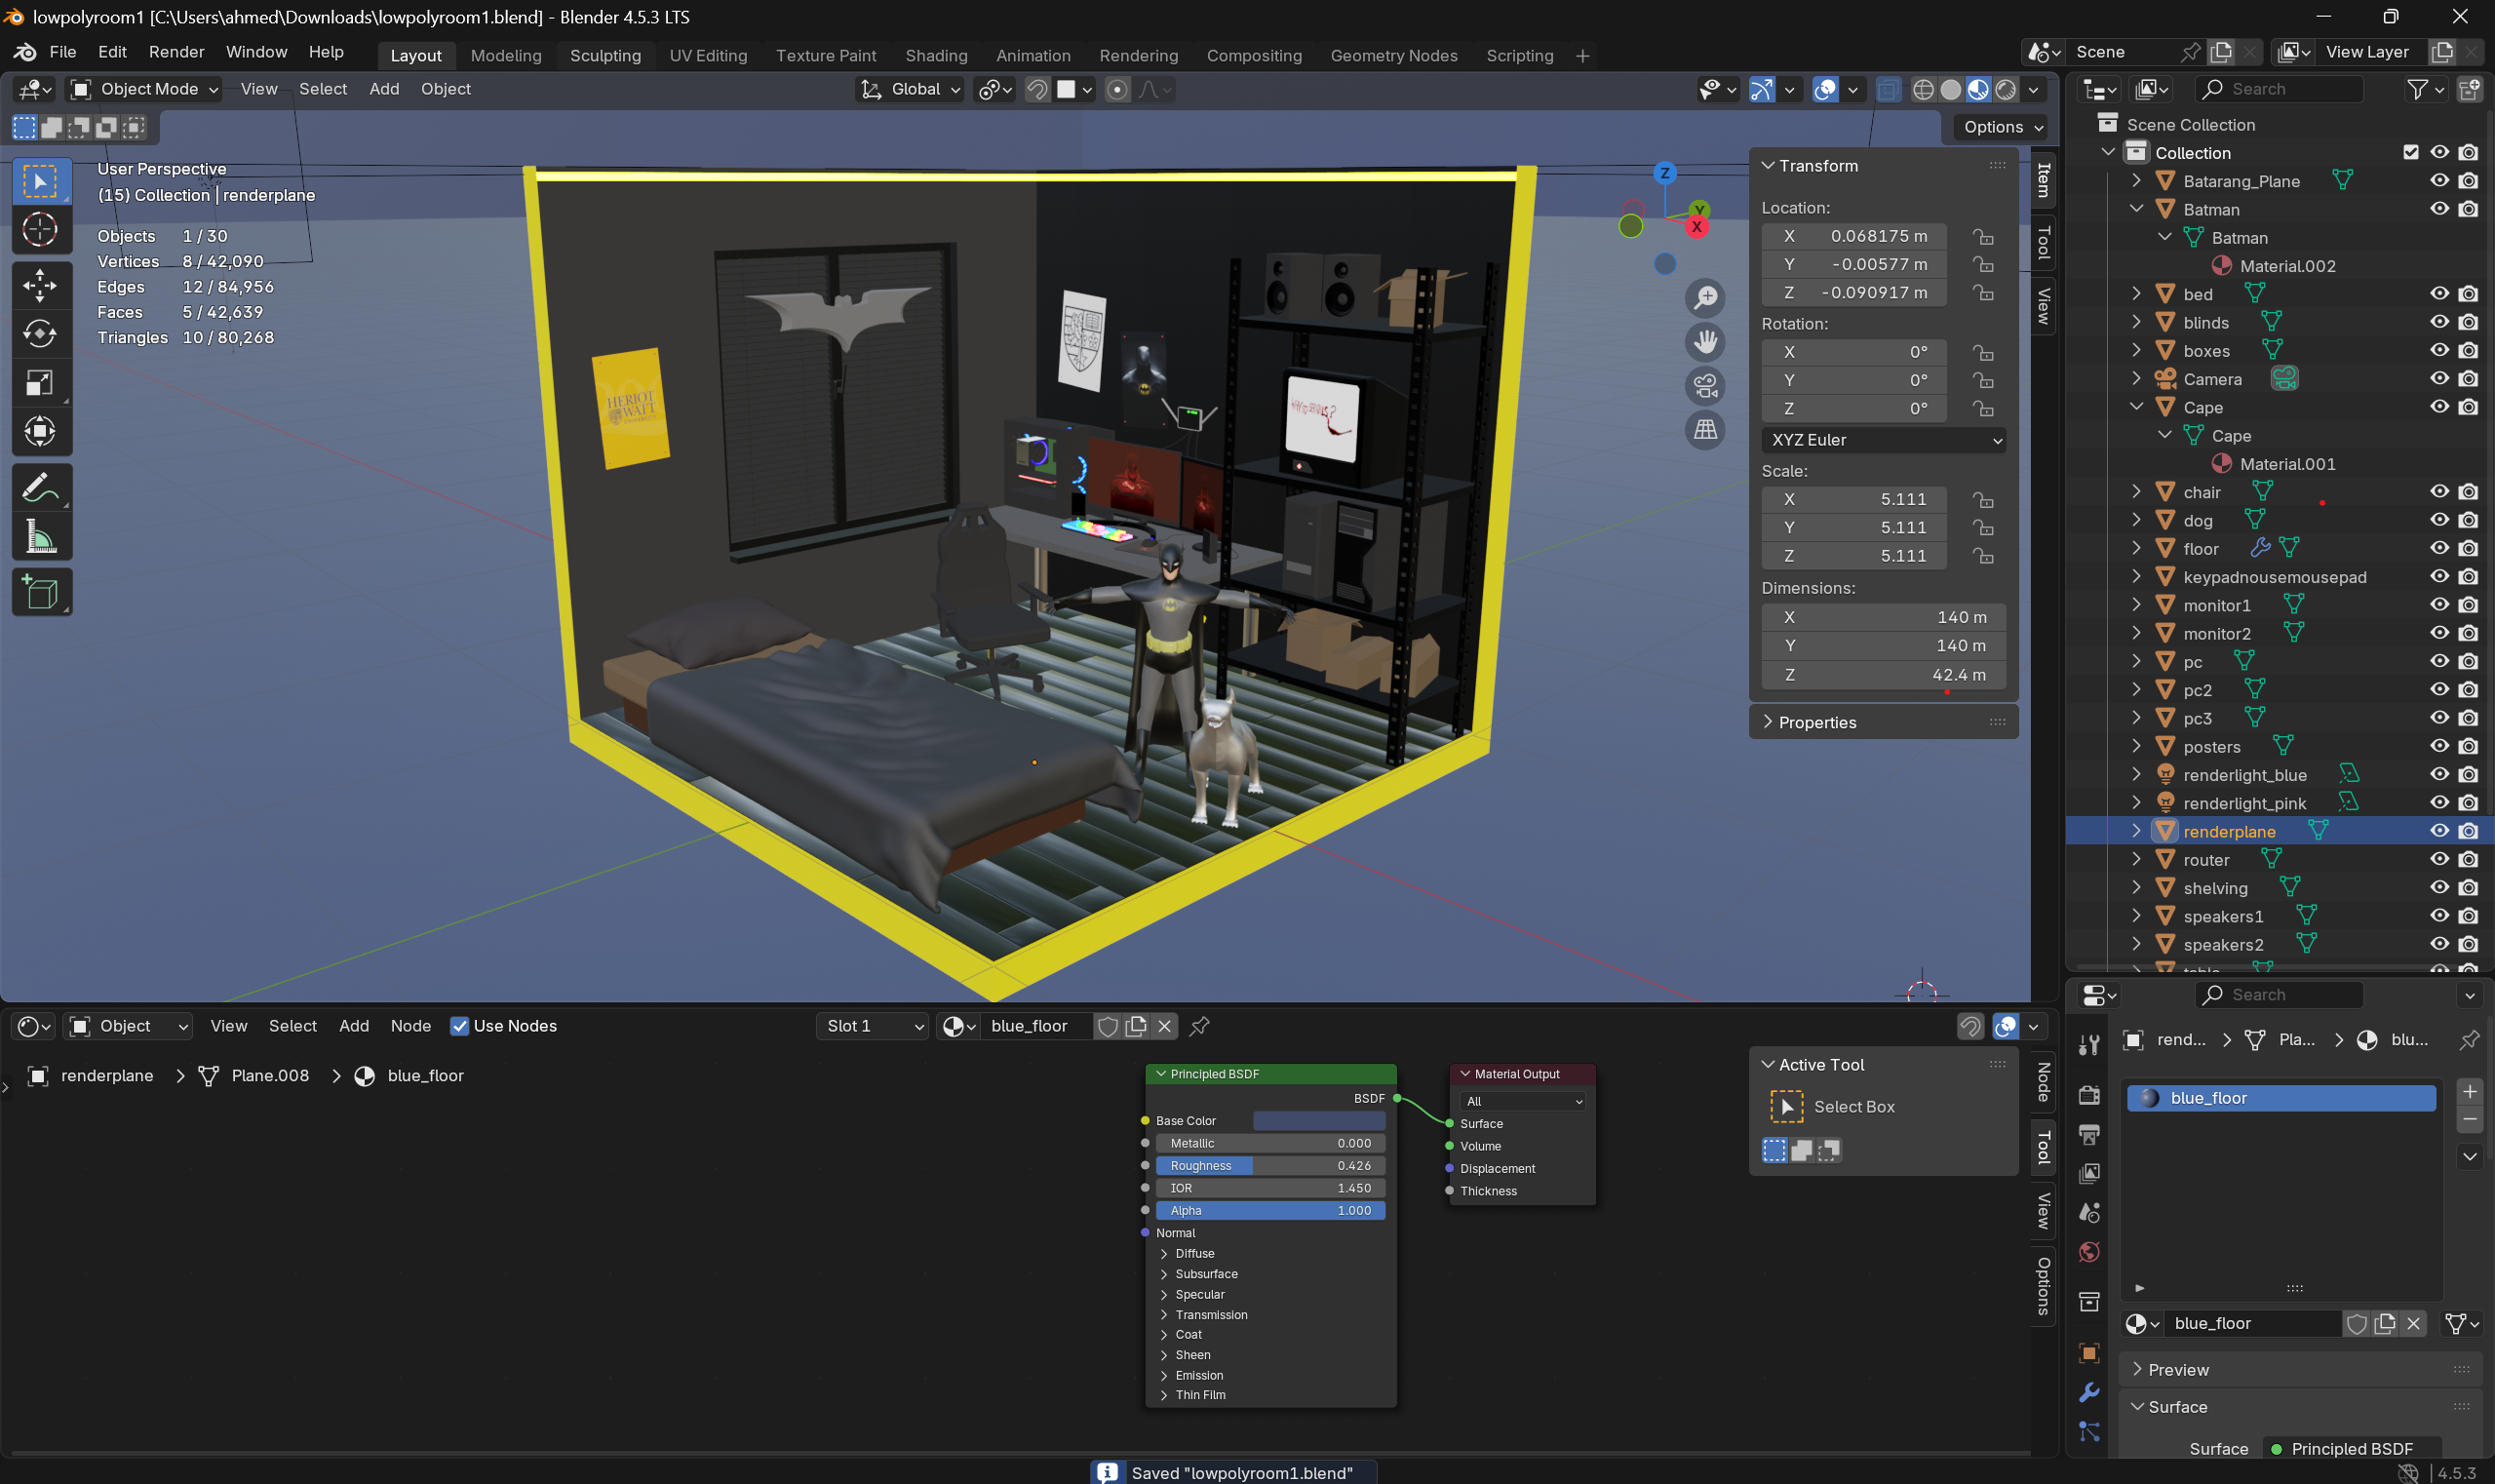 lowpolyroom1 [C:\Users\ahmed\Downloads\lowpolyroom1.blend] - Blender 4.5.3 LTS
File Edit Render Window Help Layout Modeling Sculpting UV Editing Texture Paint Shading Animation Rendering Compositing Geometry Nodes Scripting Scene View Layer
Object Mode View Select Add Object Global
Options
User Perspective
(15) Collection | renderplane
Objects 1 / 30
Vertices 8 / 42,090
Edges 12 / 84,956
Faces 5 / 42,639
Triangles 10 / 80,268
HERIOT
WATT
Z
Y
X
Transform
Location:
X 0.068175 m
Y -0.00577 m
Z -0.090917 m
Rotation:
X 0°
Y 0°
Z 0°
XYZ Euler
Scale:
X 5.111
Y 5.111
Z 5.111
Dimensions:
X 140 m
Y 140 m
Z 42.4 m
Properties
Item
Tool
View
Search
Scene Collection
Collection
Batarang_Plane
Batman
Batman
Material.002
bed
blinds
boxes
Camera
Cape
Cape
Material.001
chair
dog
floor
keypadnousemousepad
monitor1
monitor2
pc
pc2
pc3
posters
renderlight_blue
renderlight_pink
renderplane
router
shelving
speakers1
speakers2
Object View Select Add Node Use Nodes Slot 1 blue_floor
renderplane > Plane.008 > blue_floor
Principled BSDF
BSDF
Base Color
Metallic 0.000
Roughness 0.426
IOR 1.450
Alpha 1.000
Normal
Diffuse
Subsurface
Specular
Transmission
Coat
Sheen
Emission
Thin Film
Material Output
All
Surface
Volume
Displacement
Thickness
Active Tool
Select Box
Node
Tool
View
Options
Search
rend... > Pla... > blu...
blue_floor
blue_floor
Preview
Surface
Surface Principled BSDF
Saved "lowpolyroom1.blend"
4.5.3